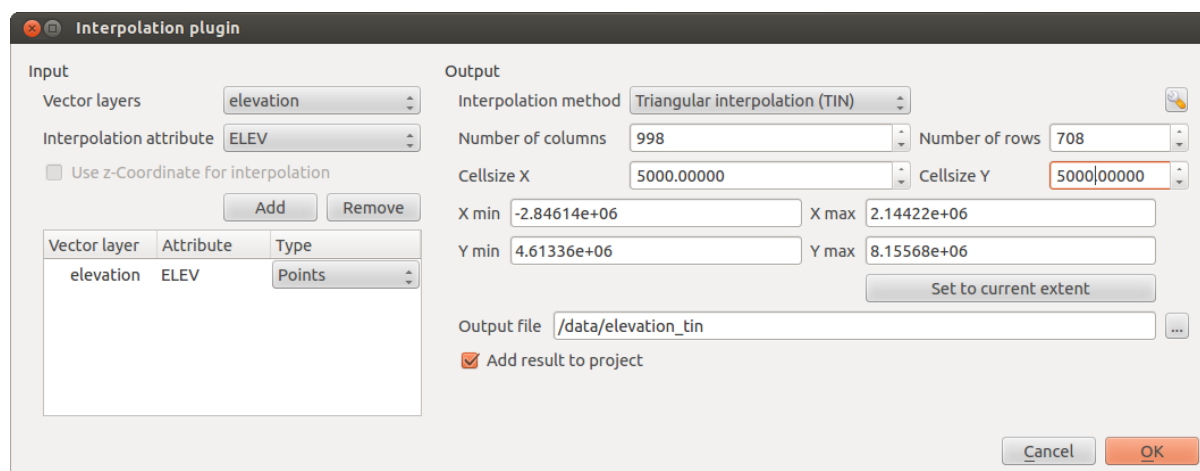 Interpolation plugin
Input
Vector layers elevation
Interpolation attribute ELEV
Use z-Coordinate for interpolation
Add Remove
Vector layer Attribute Type
elevation ELEV Points
Output
Interpolation method Triangular interpolation (TIN)
Number of columns 998 Number of rows 708
Cellsize X 5000.00000 Cellsize Y 5000.00000
X min -2.84614e+06 X max 2.14422e+06
Y min 4.61336e+06 Y max 8.15568e+06
Set to current extent
Output file /data/elevation_tin ...
Add result to project
Cancel OK